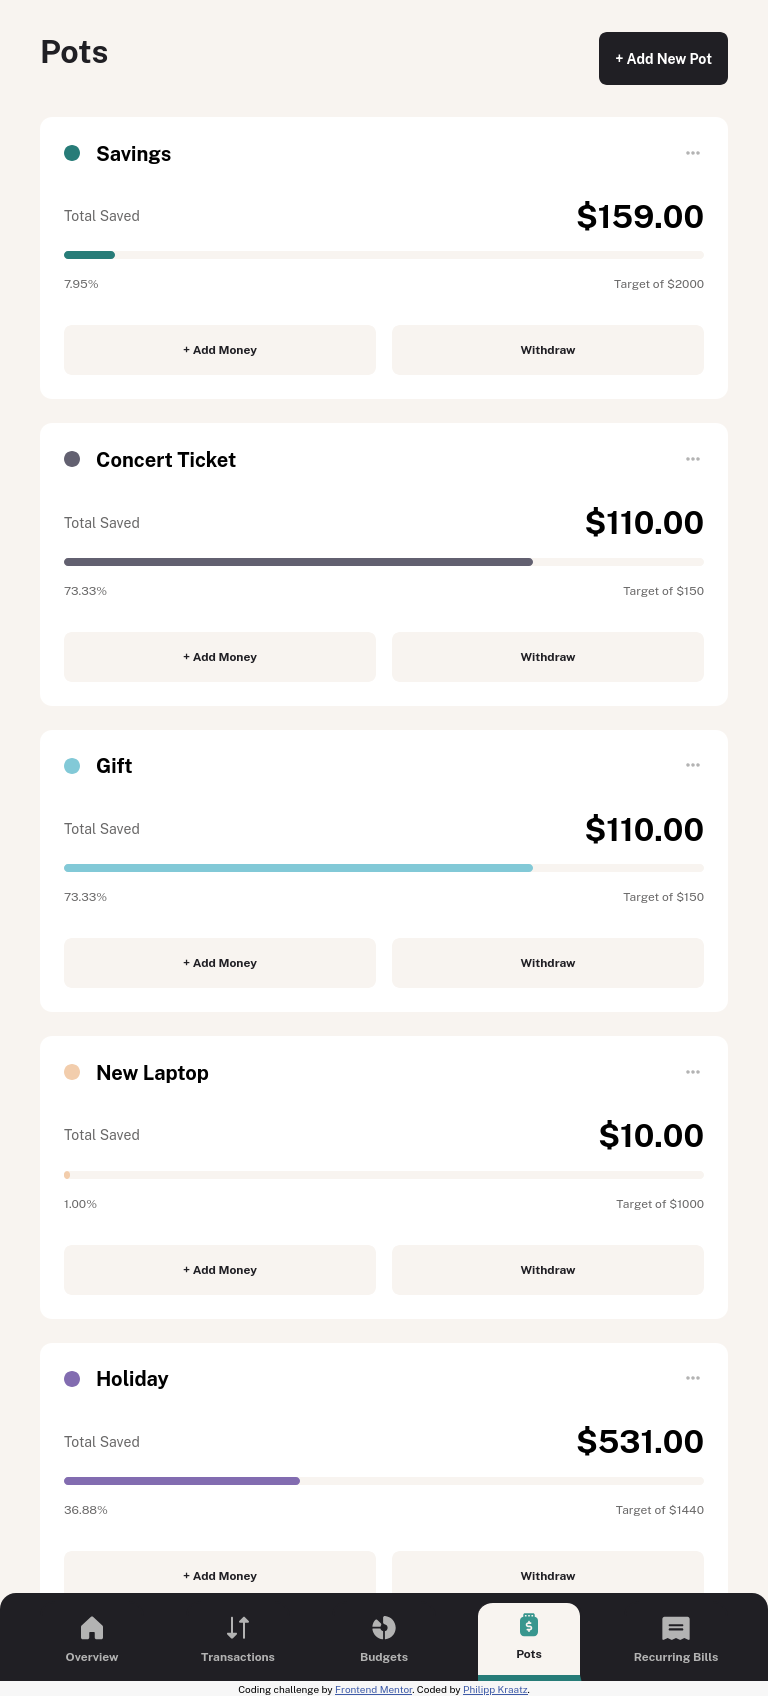 Pots
+ Add New Pot
Savings
Total Saved
$159.00
7.95%
Target of $2000
+ Add Money
Withdraw
Concert Ticket
Total Saved
$110.00
73.33%
Target of $150
+ Add Money
Withdraw
Gift
Total Saved
$110.00
73.33%
Target of $150
+ Add Money
Withdraw
New Laptop
Total Saved
$10.00
1.00%
Target of $1000
+ Add Money
Withdraw
Holiday
Total Saved
$531.00
36.88%
Target of $1440
+ Add Money
Withdraw
Overview
Transactions
Budgets
Pots
Recurring Bills
Coding challenge by Frontend Mentor. Coded by Philipp Kraatz.